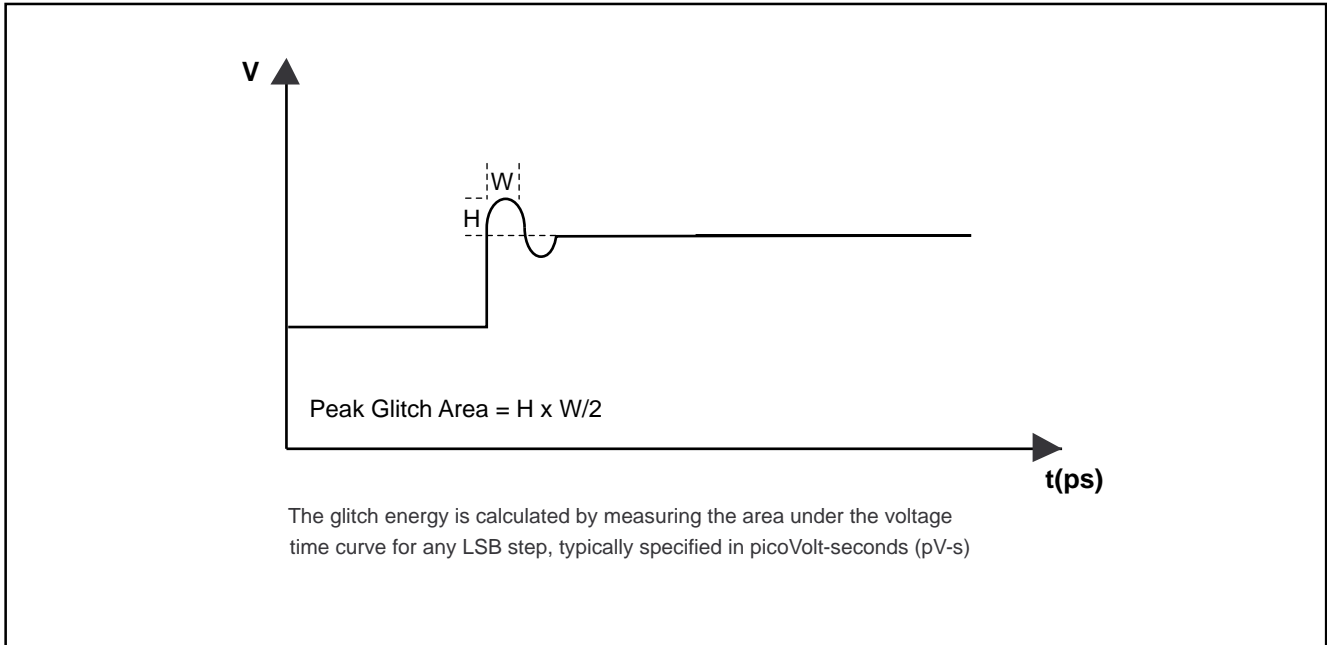 V
W
H
Peak Glitch Area = H x W/2
t(ps)
The glitch energy is calculated by measuring the area under the voltage
time curve for any LSB step, typically specified in picoVolt-seconds (pV-s)